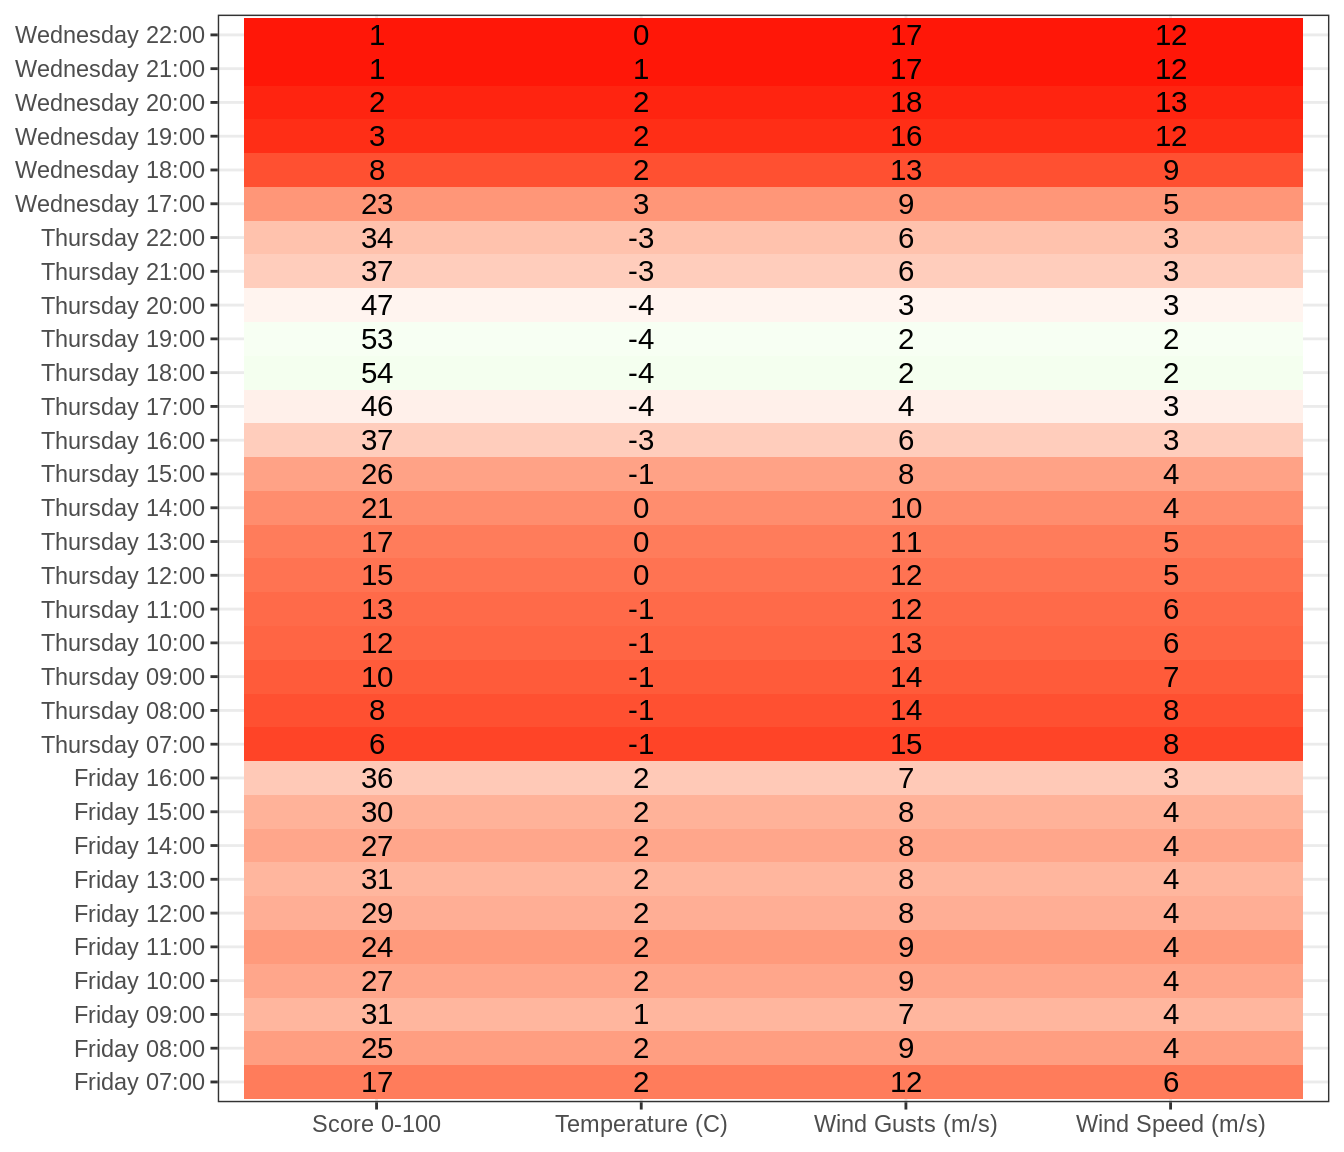 Wednesday 22:00 1 0 17 12
Wednesday 21:00 1 1 17 12
Wednesday 20:00 2 2 18 13
Wednesday 19:00 3 2 16 12
Wednesday 18:00 8 2 13 9
Wednesday 17:00 23 3 9 5
Thursday 22:00 34 -3 6 3
Thursday 21:00 37 -3 6 3
Thursday 20:00 47 -4 3 3
Thursday 19:00 53 -4 2 2
Thursday 18:00 54 -4 2 2
Thursday 17:00 46 -4 4 3
Thursday 16:00 37 -3 6 3
Thursday 15:00 26 -1 8 4
Thursday 14:00 21 0 10 4
Thursday 13:00 17 0 11 5
Thursday 12:00 15 0 12 5
Thursday 11:00 13 -1 12 6
Thursday 10:00 12 -1 13 6
Thursday 09:00 10 -1 14 7
Thursday 08:00 8 -1 14 8
Thursday 07:00 6 -1 15 8
Friday 16:00 36 2 7 3
Friday 15:00 30 2 8 4
Friday 14:00 27 2 8 4
Friday 13:00 31 2 8 4
Friday 12:00 29 2 8 4
Friday 11:00 24 2 9 4
Friday 10:00 27 2 9 4
Friday 09:00 31 1 7 4
Friday 08:00 25 2 9 4
Friday 07:00 17 2 12 6
Score 0-100 Temperature (C) Wind Gusts (m/s) Wind Speed (m/s)